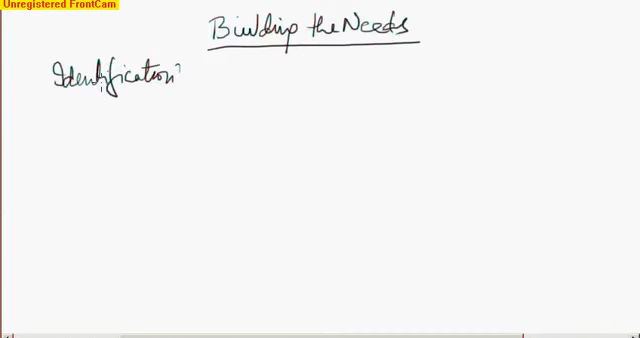 Unregistered FrontCam
Building the Needs
Identification